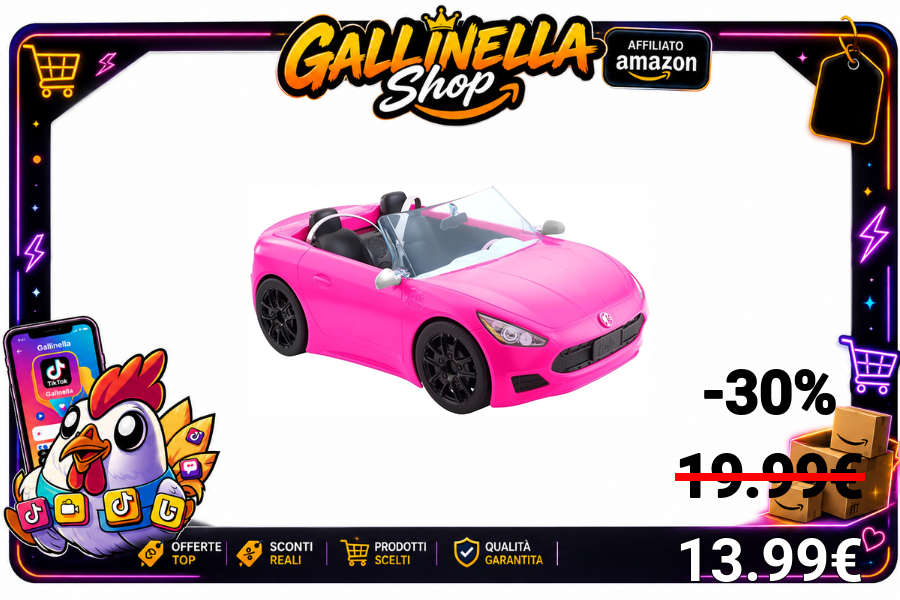 GALLINELLA
Shop
AFFILIATO
amazon
Gallinella
TikTok
Gallinella
-30%
19.99€
13.99€
OFFERTE
TOP
SCONTI
REALI
PRODOTTI
SCELTI
QUALITÀ
GARANTITA